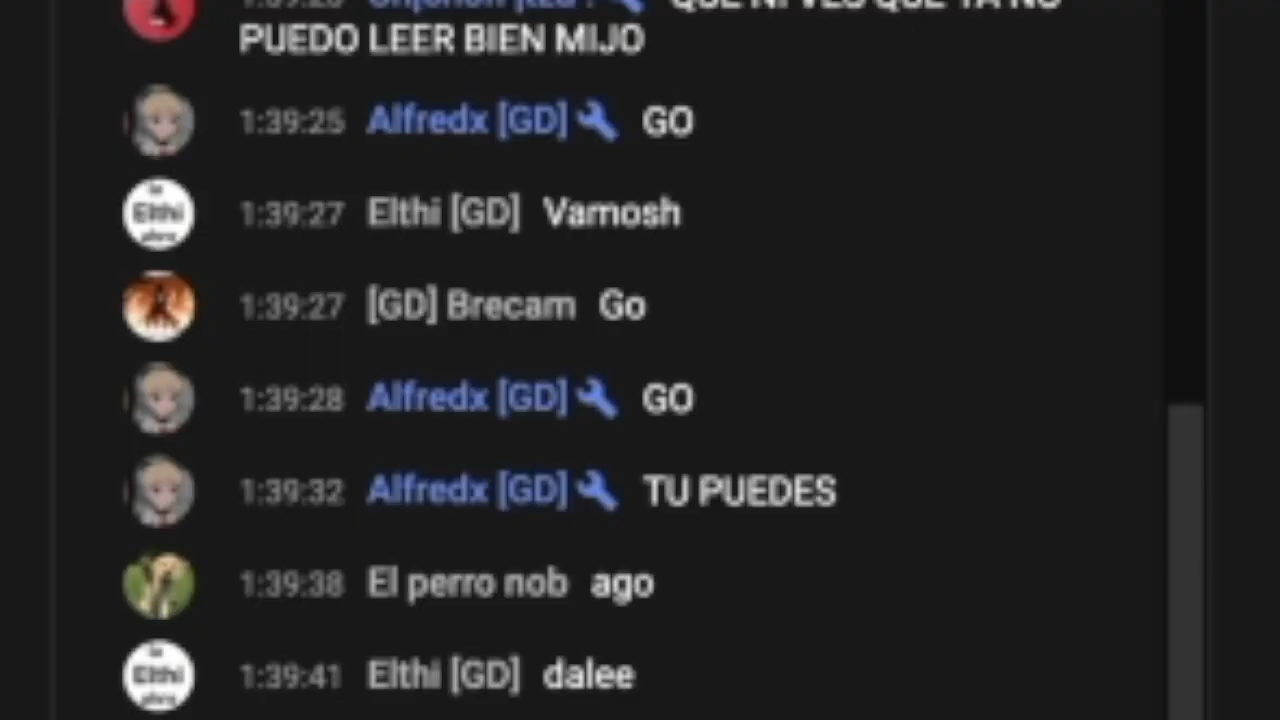 PUEDO LEER BIEN MIJO
1:39:25 Alfredx [GD] GO
1:39:27 Elthi [GD] Vamosh
1:39:27 [GD] Brecam Go
1:39:28 Alfredx [GD] GO
1:39:32 Alfredx [GD] TU PUEDES
1:39:38 El perro nob ago
1:39:41 Elthi [GD] dalee